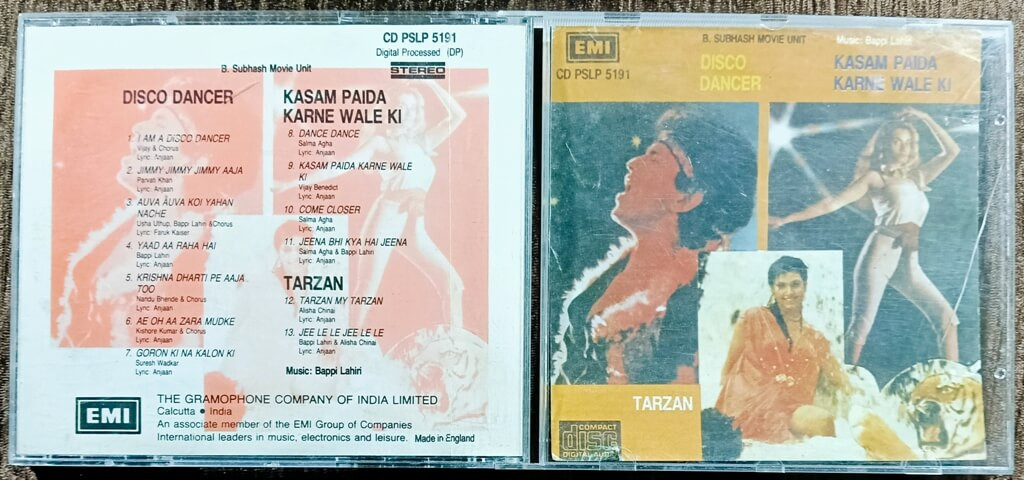 CD PSLP 5191
Digital Processed (DP)
STEREO
B. Subhash Movie Unit
DISCO DANCER
1. I AM A DISCO DANCER
Vijay & Chorus
Lyric: Anjaan
2. JIMMY JIMMY JIMMY AAJA
Parvati Khan
Lyric: Anjaan
3. AUVA AUVA KOI YAHAN
NACHE
Usha Uthup, Bappi Lahiri &Chorus
Lyric: Faruk Kaiser
4. YAAD AA RAHA HAI
Bappi Lahiri
Lyric: Anjaan
5. KRISHNA DHARTI PE AAJA
TOO
Nandu Bhende & Chorus
Lyric: Anjaan
6. AE OH AA ZARA MUDKE
Kishore Kumar & Chorus
Lyric: Anjaan
7. GORON KI NA KALON KI
Suresh Wadkar
Lyric: Anjaan
KASAM PAIDA
KARNE WALE KI
8. DANCE DANCE
Salma Agha
Lyric: Anjaan
9. KASAM PAIDA KARNE WALE
KI
Vijay Benedict
Lyric: Anjaan
10. COME CLOSER
Salma Agha
Lyric: Anjaan
11. JEENA BHI KYA HAI JEENA
Salma Agha & Bappi Lahiri
Lyric: Anjaan
TARZAN
12. TARZAN MY TARZAN
Alisha Chinai
Lyric: Anjaan
13. JEE LE LE JEE LE LE
Bappi Lahiri & Alisha Chinai
Lyric: Anjaan
Music: Bappi Lahiri
EMI
THE GRAMOPHONE COMPANY OF INDIA LIMITED
Calcutta • India
An associate member of the EMI Group of Companies
International leaders in music, electronics and leisure. Made in England
EMI
CD PSLP 5191
B. SUBHASH MOVIE UNIT
Music: Bappi Lahiri
DISCO
DANCER
KASAM PAIDA
KARNE WALE KI
TARZAN
COMPACT
disc
DIGITAL AUDIO